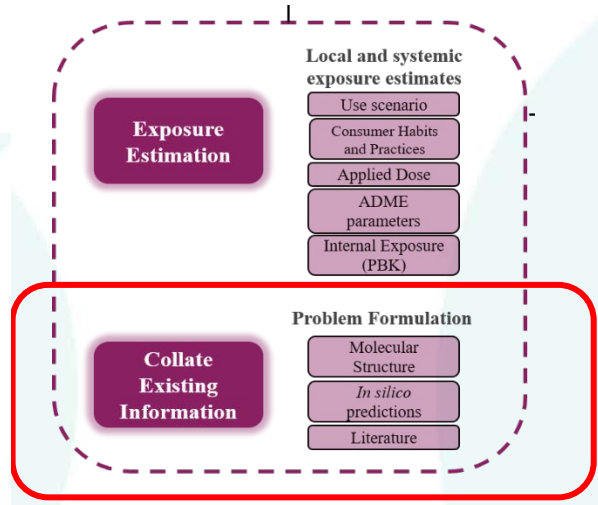 Local and systemic
exposure estimates
Exposure
Estimation
Use scenario
Consumer Habits
and Practices
Applied Dose
ADME
parameters
Internal Exposure
(PBK)
Problem Formulation
Collate
Existing
Information
Molecular
Structure
In silico
predictions
Literature